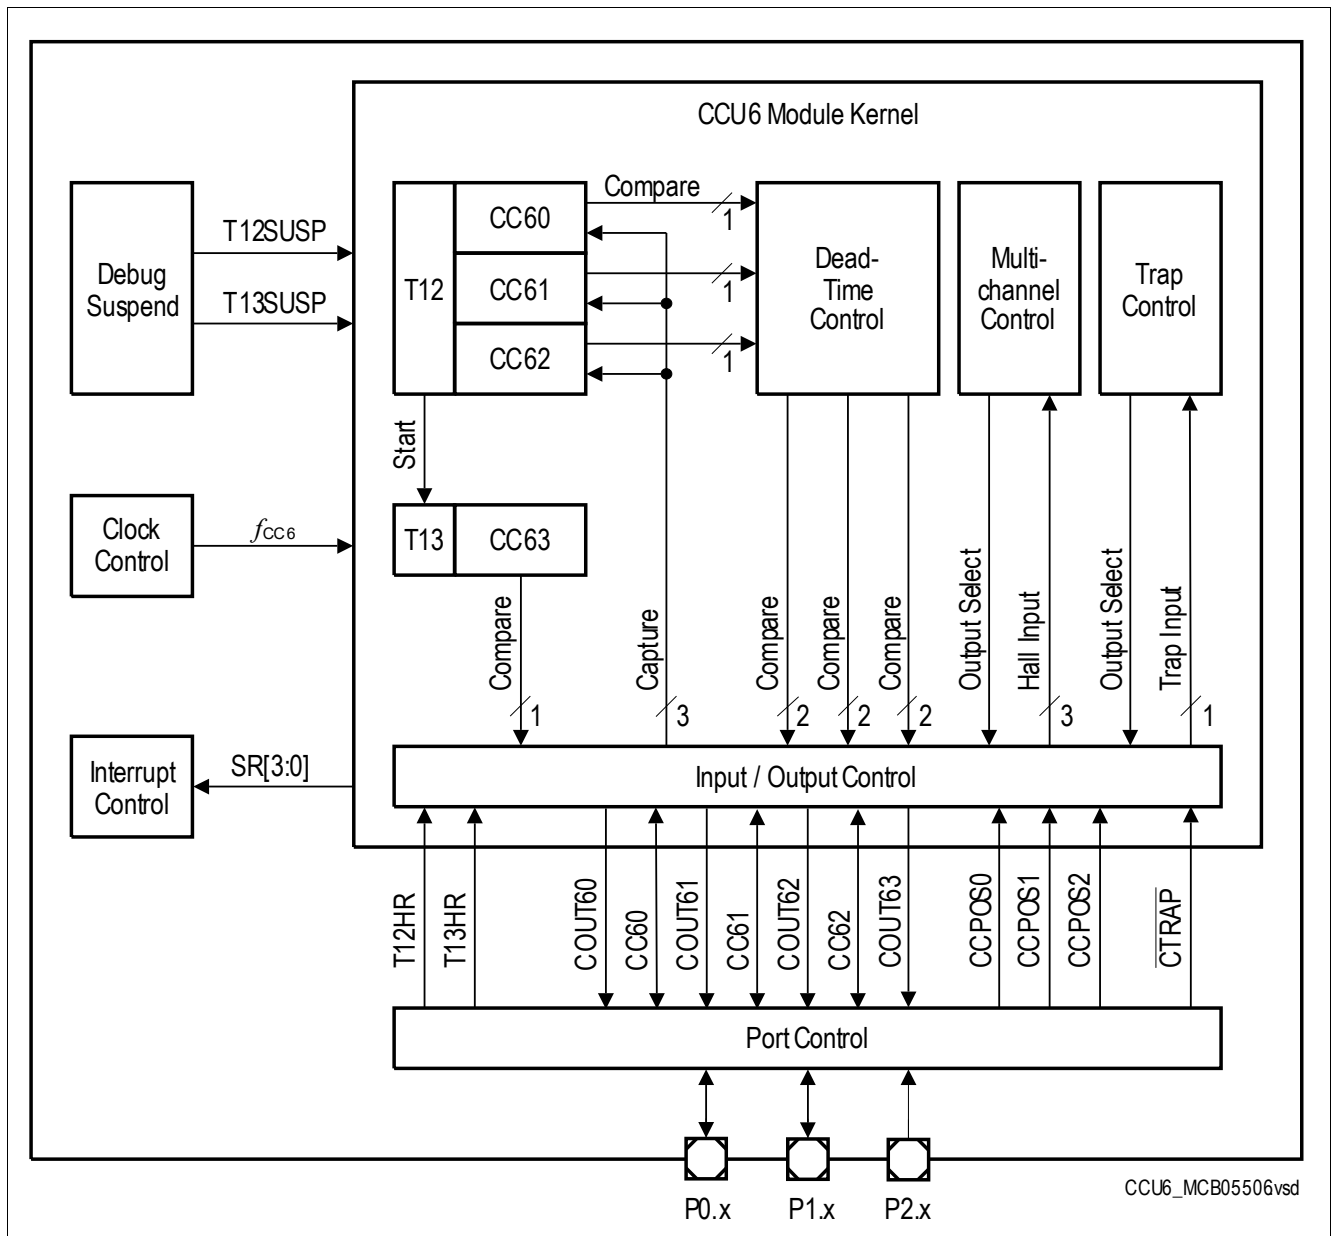 CCU6 Module Kernel
Debug
Suspend
T12SUSP
T13SUSP
T12
CC60
CC61
CC62
Compare
1
1
1
Dead-
Time
Control
Multi-
channel
Control
Trap
Control
Start
Clock
Control
fCC6
T13
CC63
Compare
1
Capture
3
Compare
2
Compare
2
Compare
2
Output Select
Hall Input
3
Output Select
Trap Input
1
Interrupt
Control
SR[3:0]
Input / Output Control
T12HR
T13HR
COUT60
CC60
COUT61
CC61
COUT62
CC62
COUT63
CCPOS0
CCPOS1
CCPOS2
CTRAP
Port Control
P0.x
P1.x
P2.x
CCU6_MCB05506.vsd